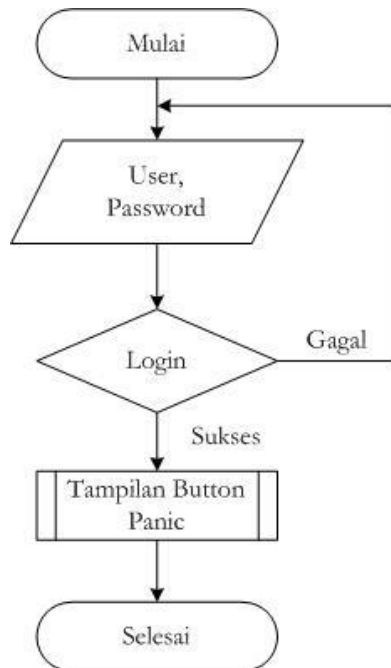 Mulai
User,
Password
Login
Gagal
Sukses
Tampilan Button
Panic
Selesai